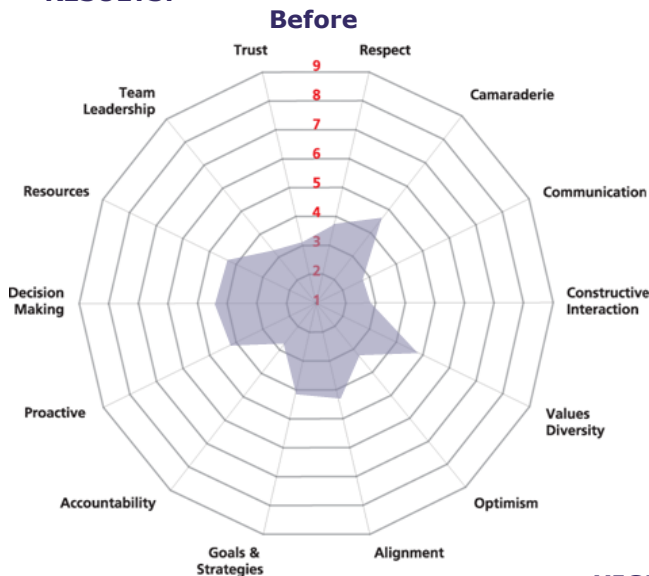 Before
Trust
Respect
Team
Leadership
Camaraderie
Resources
Communication
Decision
Making
Constructive
Interaction
Proactive
Values
Diversity
Accountability
Optimism
Goals &
Strategies
Alignment
9
8
7
6
5
4
3
2
1